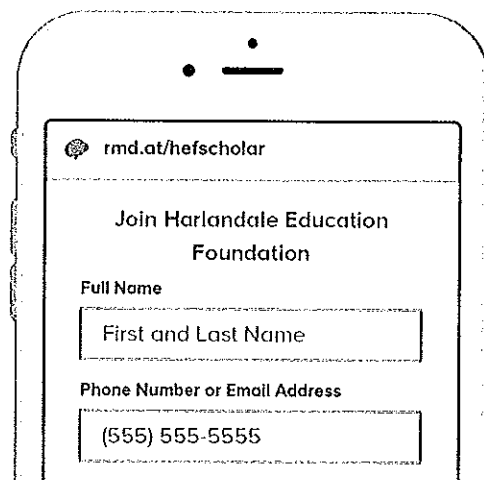 rmd.at/hefscholar
Join Harlandale Education
Foundation
Full Name
First and Last Name
Phone Number or Email Address
(555) 555-5555